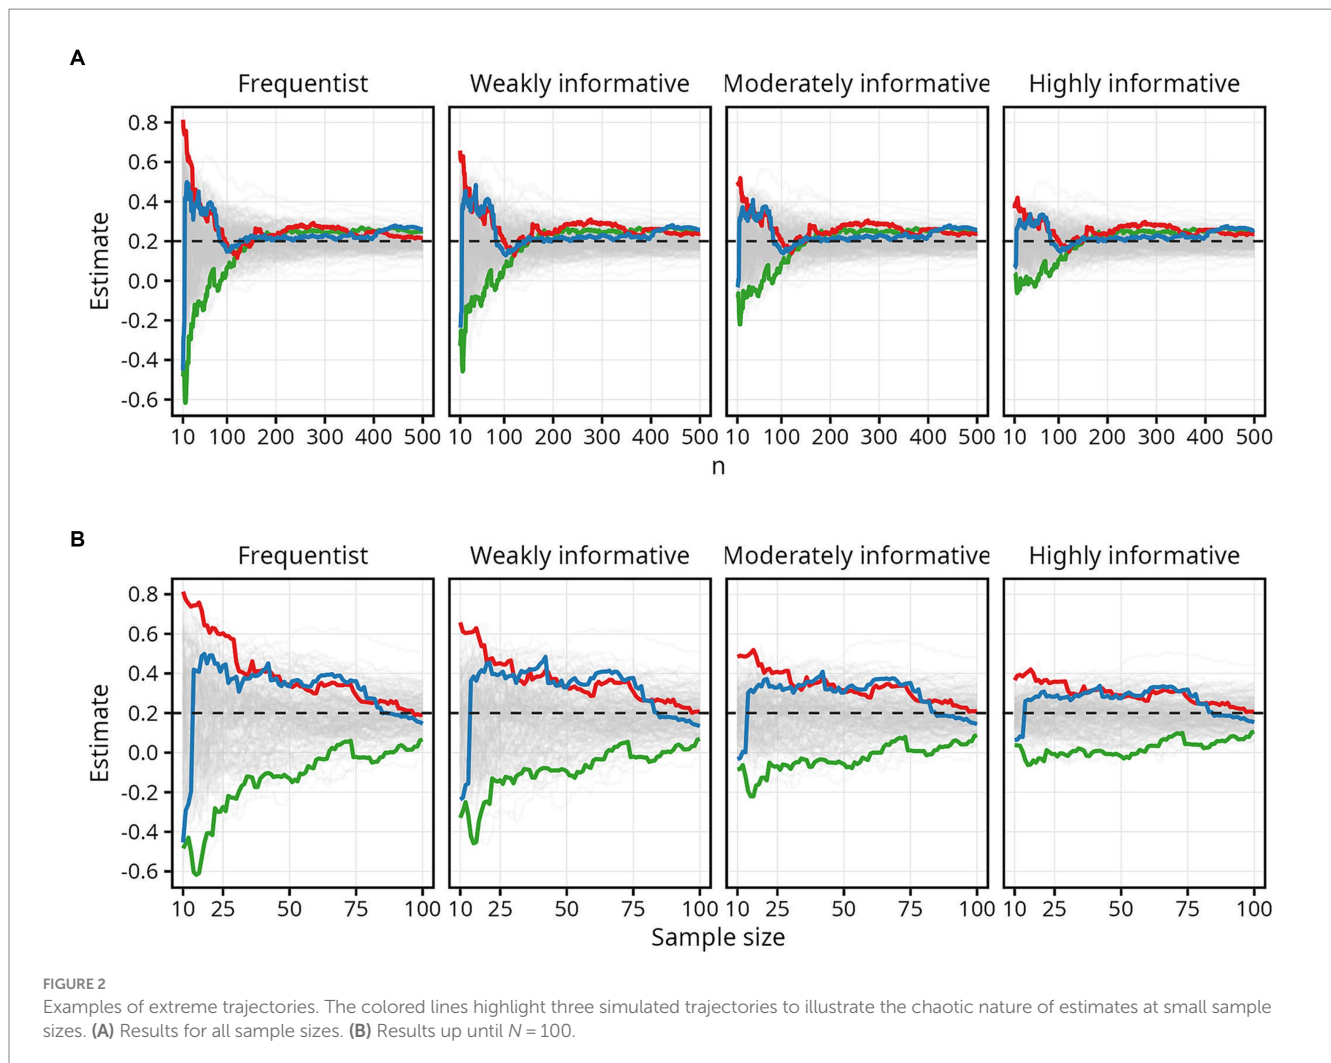 A
Frequentist Weakly informative Moderately informative Highly informative
0.8
0.6
0.4
0.2
0.0
-0.2
-0.4
-0.6
Estimate
10 100 200 300 400 500 10 100 200 300 400 500 10 100 200 300 400 500 10 100 200 300 400 500
n
B
Frequentist Weakly informative Moderately informative Highly informative
0.8
0.6
0.4
0.2
0.0
-0.2
-0.4
-0.6
Estimate
10 25 50 75 100 10 25 50 75 100 10 25 50 75 100 10 25 50 75 100
Sample size
FIGURE 2
Examples of extreme trajectories. The colored lines highlight three simulated trajectories to illustrate the chaotic nature of estimates at small sample
sizes. (A) Results for all sample sizes. (B) Results up until N = 100.